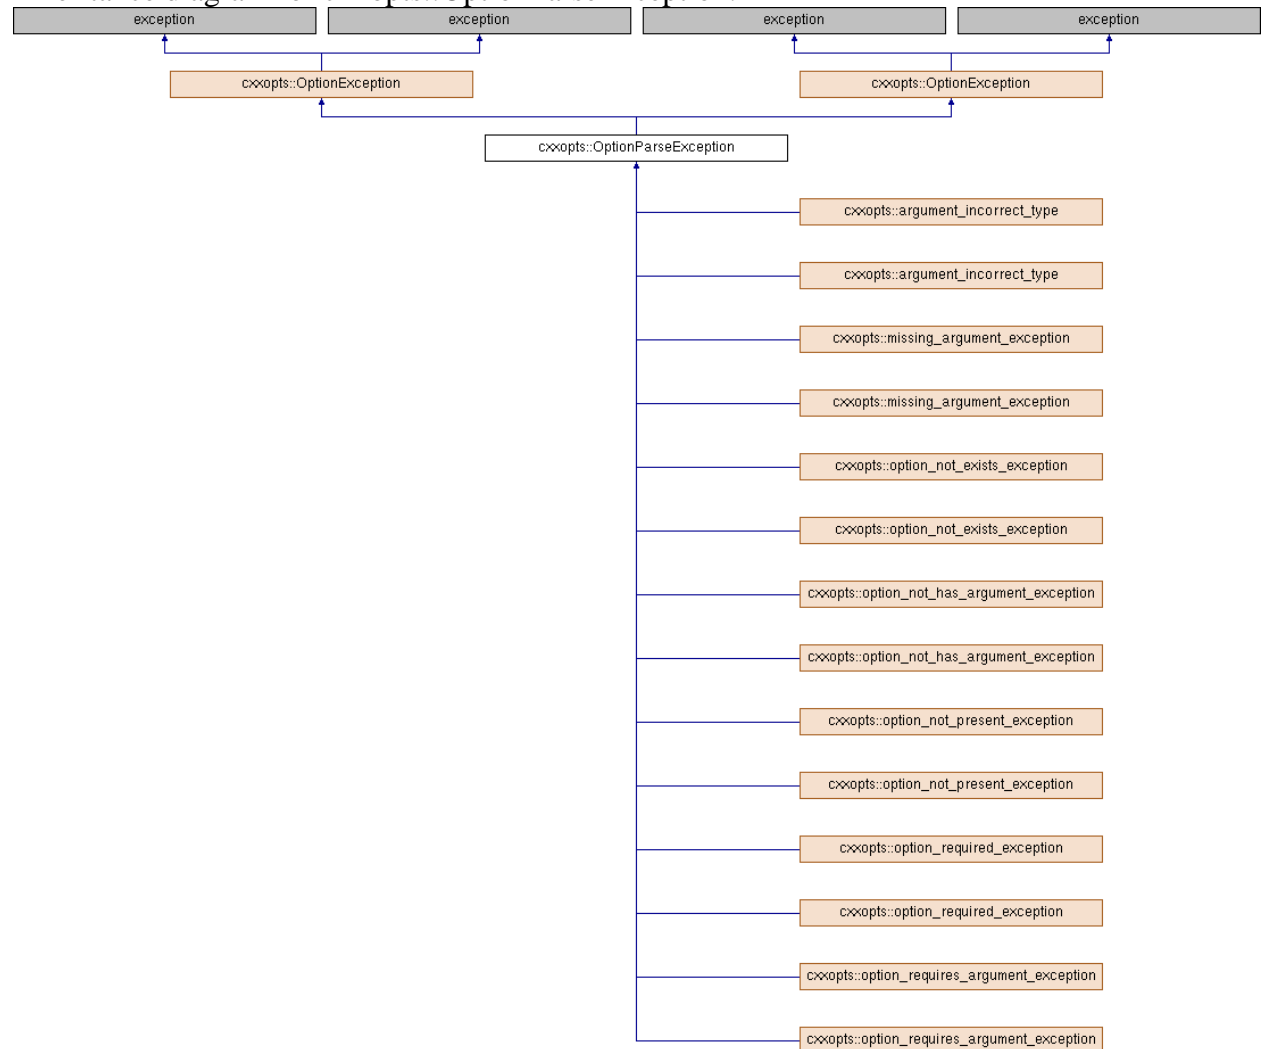 exception exception exception exception
cxxopts::OptionException cxxopts::OptionException
cxxopts::OptionParseException
cxxopts::argument_incorrect_type
cxxopts::argument_incorrect_type
cxxopts::missing_argument_exception
cxxopts::missing_argument_exception
cxxopts::option_not_exists_exception
cxxopts::option_not_exists_exception
cxxopts::option_not_has_argument_exception
cxxopts::option_not_has_argument_exception
cxxopts::option_not_present_exception
cxxopts::option_not_present_exception
cxxopts::option_required_exception
cxxopts::option_required_exception
cxxopts::option_requires_argument_exception
cxxopts::option_requires_argument_exception